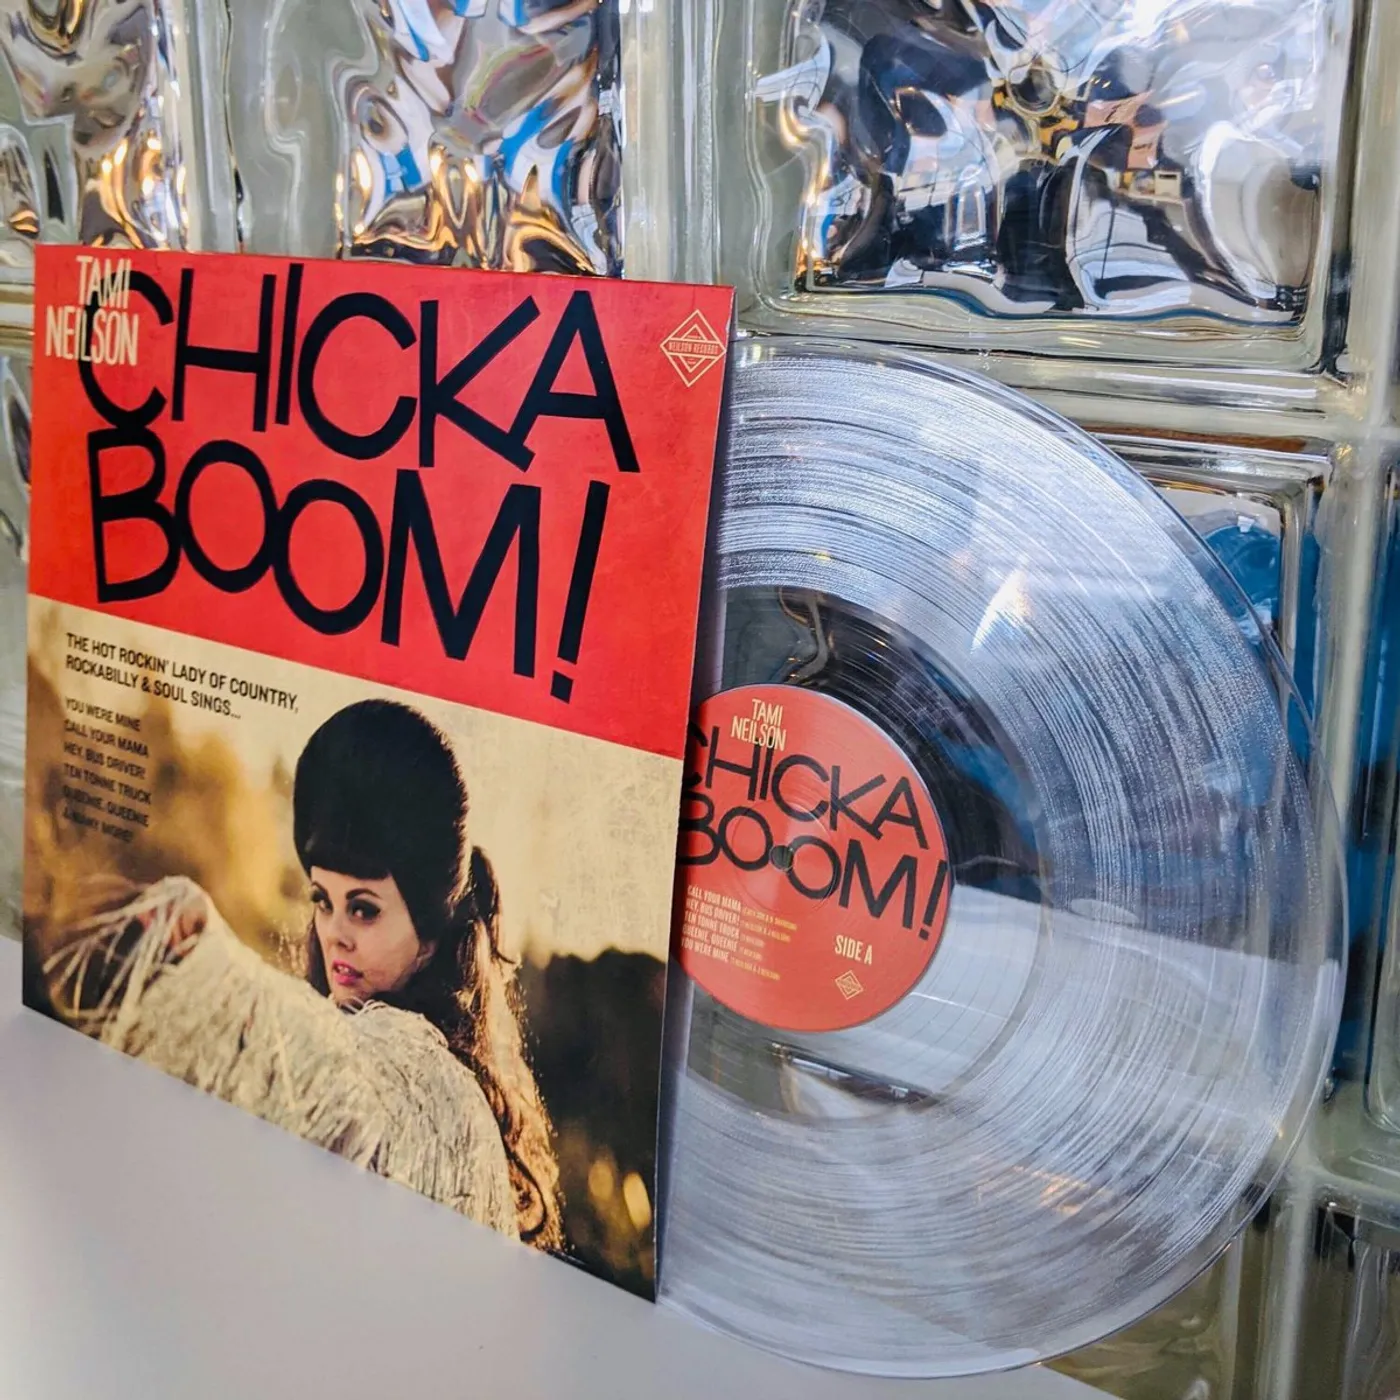 TAMI
NEILSON
CHICKA
BOOM!
NEILSON RECORDS
THE HOT ROCKIN' LADY OF COUNTRY,
ROCKABILLY & SOUL SINGS...
YOU WERE MINE
CALL YOUR MAMA
HEY, BUS DRIVER!
TEN TONNE TRUCK
QUEENIE, QUEENIE
& MANY MORE!
TAMI
NEILSON
CHICKA
BOOM!
CALL YOUR MAMA
HEY, BUS DRIVER!
TEN TONNE TRUCK
QUEENIE, QUEENIE
YOU WERE MINE
SIDE A